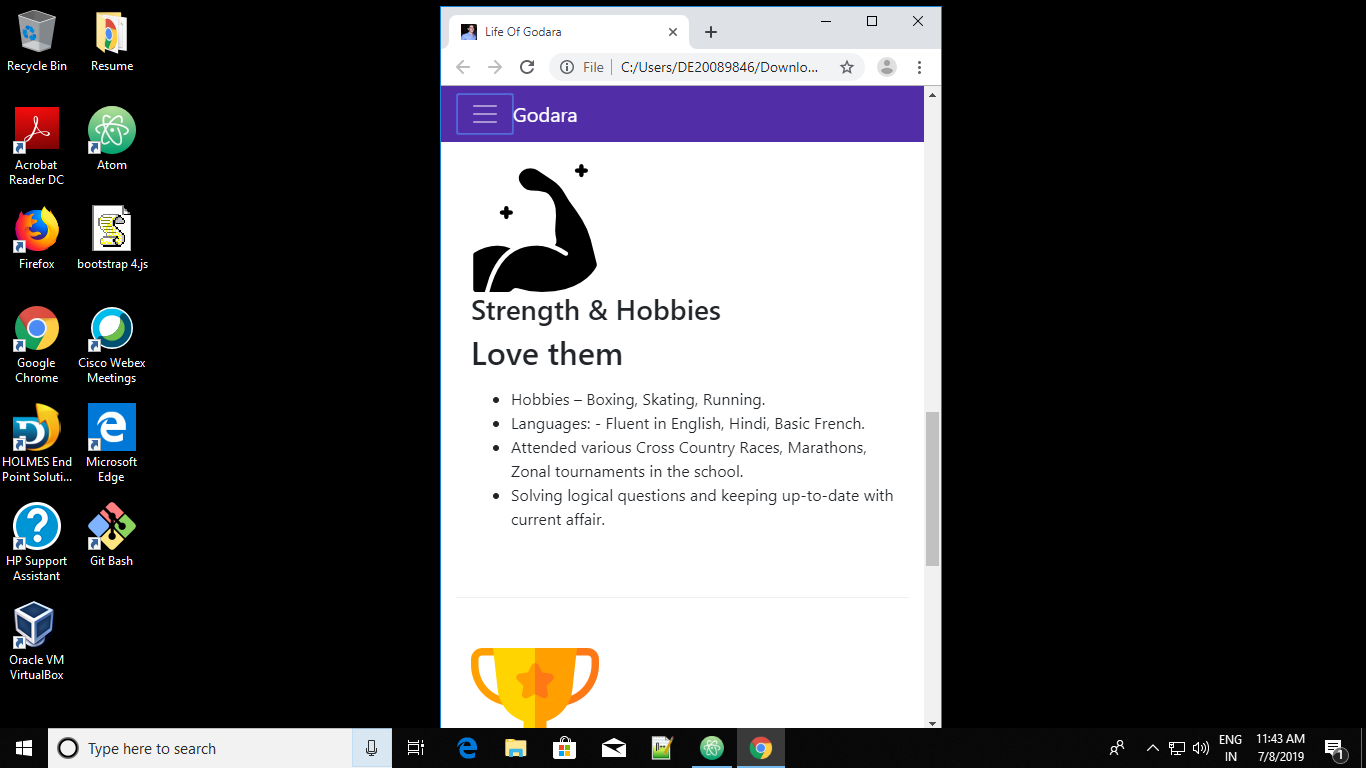 Recycle Bin
Resume
Acrobat
Reader DC
Atom
Firefox
bootstrap 4.js
Google
Chrome
Cisco Webex
Meetings
HOLMES End
Point Soluti...
Microsoft
Edge
HP Support
Assistant
Git Bash
Oracle VM
VirtualBox
Life Of Godara
File
C:/Users/DE20089846/Downlo...
Godara
Strength & Hobbies
Love them
• Hobbies – Boxing, Skating, Running.
• Languages: - Fluent in English, Hindi, Basic French.
• Attended various Cross Country Races, Marathons,
Zonal tournaments in the school.
• Solving logical questions and keeping up-to-date with
current affair.
Type here to search
ENG
IN
11:43 AM
7/8/2019
1